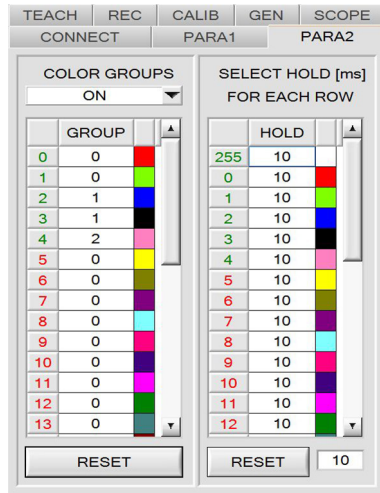 TEACH REC CALIB GEN SCOPE
CONNECT PARA1 PARA2
COLOR GROUPS
ON
GROUP
0 0
1 0
2 1
3 1
4 2
5 0
6 0
7 0
8 0
9 0
10 0
11 0
12 0
13 0
RESET
SELECT HOLD [ms]
FOR EACH ROW
HOLD
255 10
0 10
1 10
2 10
3 10
4 10
5 10
6 10
7 10
8 10
9 10
10 10
11 10
12 10
RESET 10